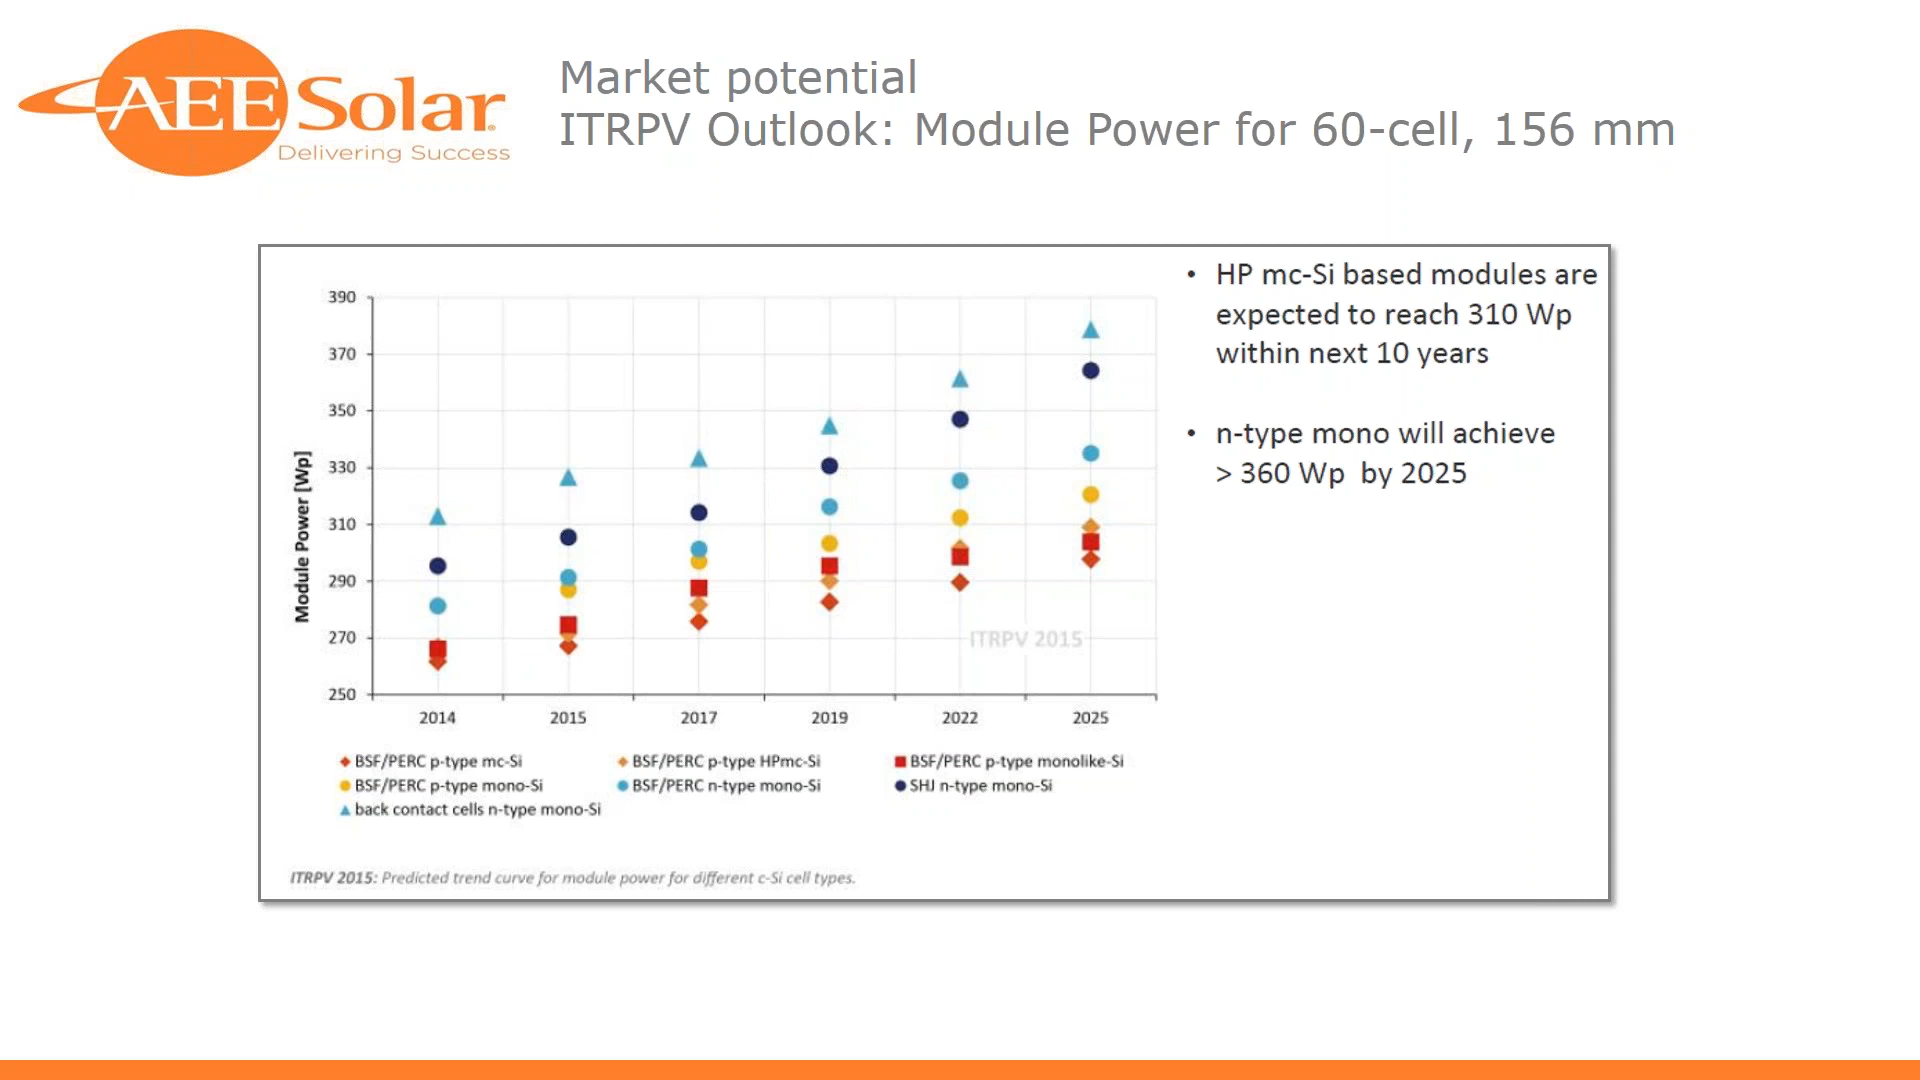 AEE Solar®
Delivering Success
Market potential
ITRPV Outlook: Module Power for 60-cell, 156 mm
Module Power [Wp]
390
370
350
330
310
290
270
250
2014 2015 2017 2019 2022 2025
ITRPV 2015
BSF/PERC p-type mc-Si BSF/PERC p-type HPmc-Si BSF/PERC p-type monolike-Si
BSF/PERC p-type mono-Si BSF/PERC n-type mono-Si SHJ n-type mono-Si
back contact cells n-type mono-Si
ITRPV 2015: Predicted trend curve for module power for different c-Si cell types.
• HP mc-Si based modules are
expected to reach 310 Wp
within next 10 years
• n-type mono will achieve
> 360 Wp by 2025